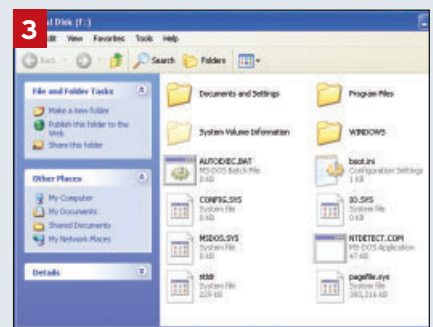 3
al Disk (F:)
dit View Favorites Tools Help
Back Search Folders
File and Folder Tasks
Make a new folder
Publish this folder to the
Web
Share this folder
Other Places
My Computer
My Documents
Shared Documents
My Network Places
Details
Documents and Settings
Program Files
System Volume Information
WINDOWS
AUTOEXEC.BAT
MS-DOS Batch File
0 KB
boot.ini
Configuration Settings
1 KB
CONFIG.SYS
System file
0 KB
IO.SYS
System file
0 KB
MSDOS.SYS
System file
0 KB
NTDETECT.COM
MS-DOS Application
47 KB
ntldr
System file
229 KB
pagefile.sys
System file
393,216 KB